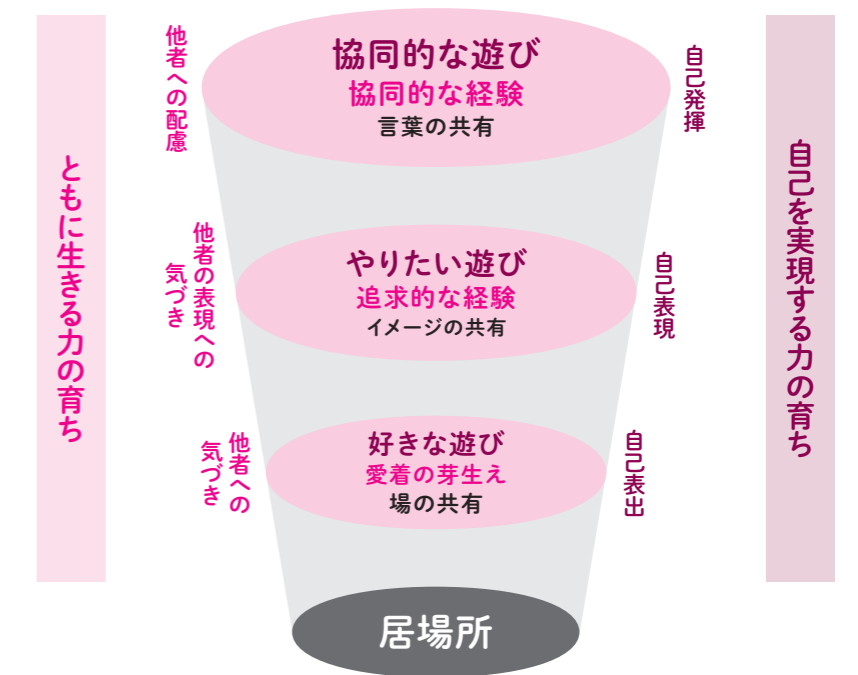 ともに生きる力の育ち
他者への配慮
協同的な遊び
協同的な経験
言葉の共有
自己発揮
他者の表現への
気づき
やりたい遊び
追求的な経験
イメージの共有
自己表現
他者への
気づき
好きな遊び
愛着の芽生え
場の共有
自己表出
居場所
自己を実現する力の育ち